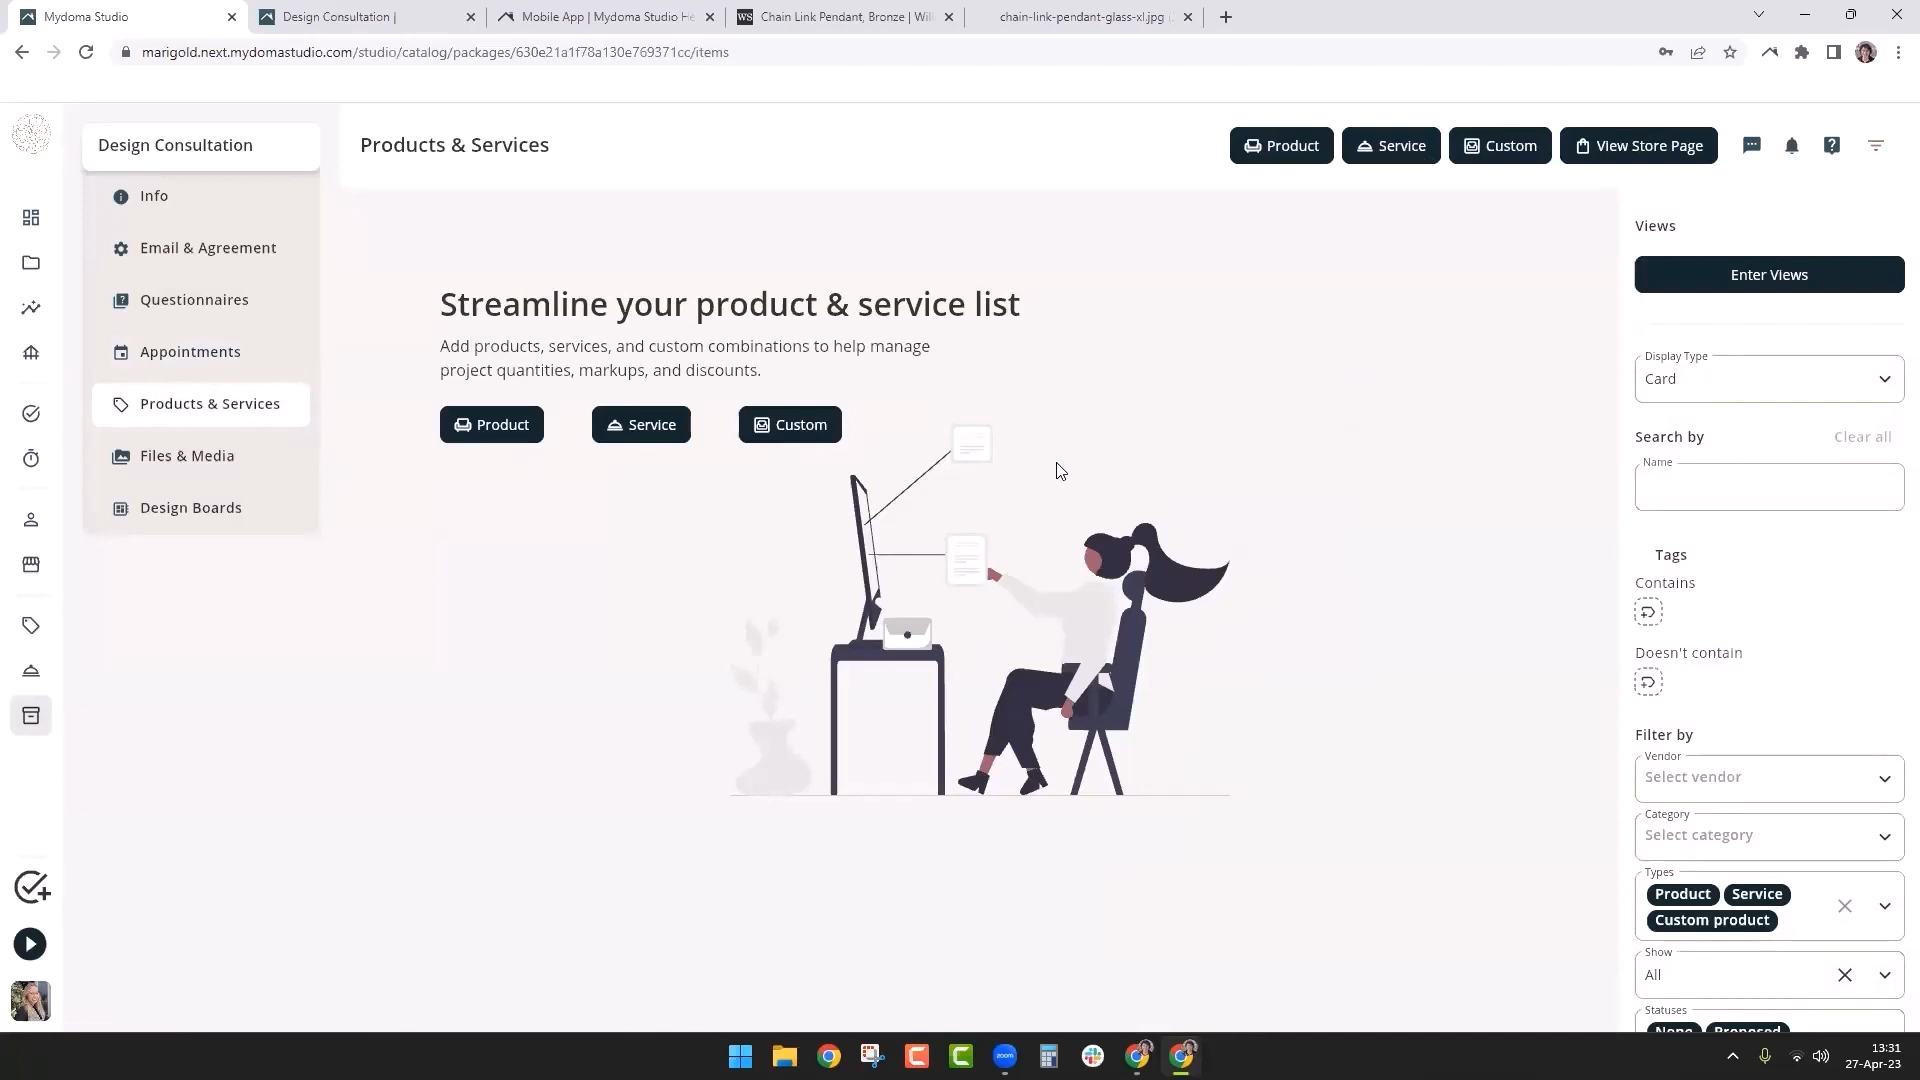 Mydoma Studio
Design Consultation |
Mobile App | Mydoma Studio He
WS
Chain Link Pendant, Bronze | Willi
chain-link-pendant-glass-xl.jpg
marigold.next.mydomastudio.com/studio/catalog/packages/630e21a1f78a130e769371cc/items
Design Consultation
Products & Services
Product
Service
Custom
View Store Page
Info
Email & Agreement
Questionnaires
Appointments
Products & Services
Files & Media
Design Boards
Streamline your product & service list
Add products, services, and custom combinations to help manage
project quantities, markups, and discounts.
Product
Service
Custom
Views
Enter Views
Display Type
Card
Search by
Clear all
Name
Tags
Contains
Doesn't contain
Filter by
Vendor
Select vendor
Category
Select category
Types
Product
Service
Custom product
Show
All
Statuses
None
Proposed
zoom
13:31
27-Apr-23